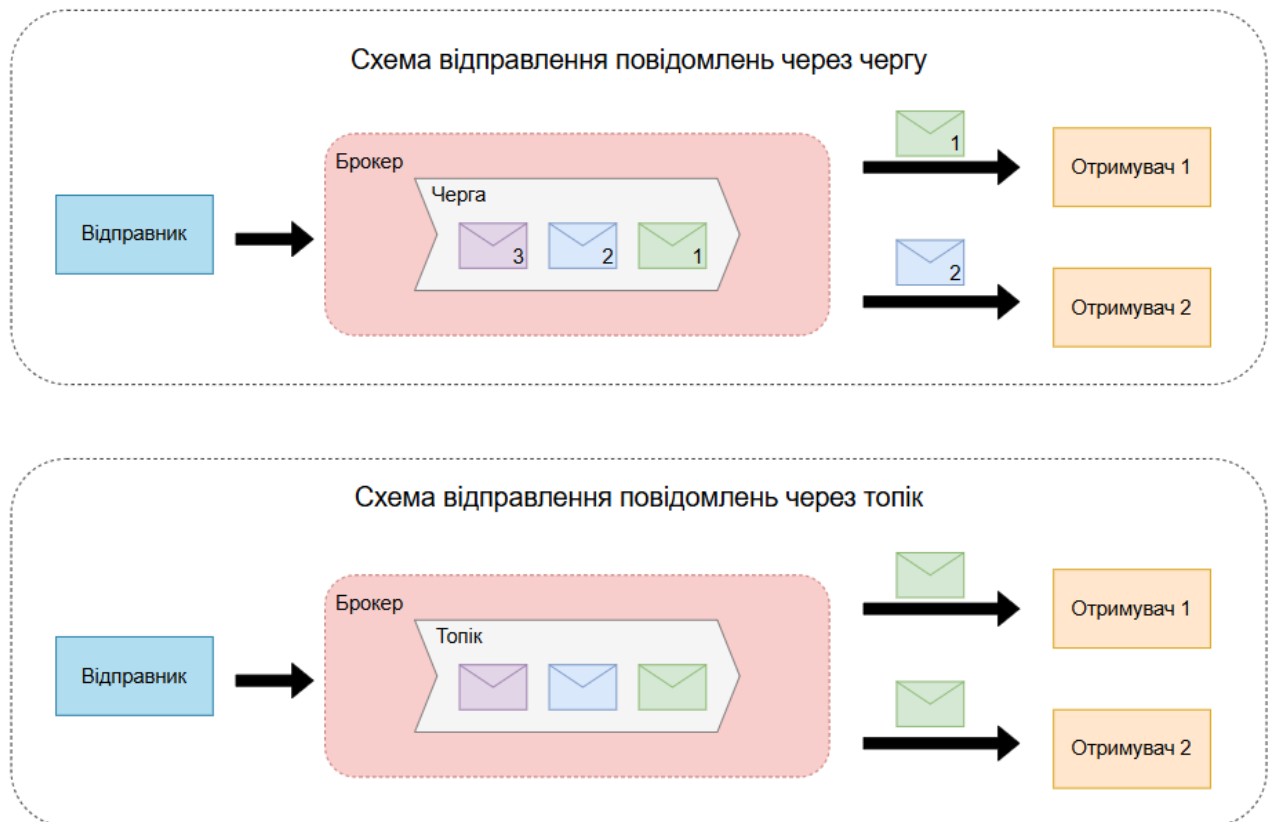 Схема відправлення повідомлень через чергу
Брокер
Черга
Відправник
3
2
1
1
Отримувач 1
2
Отримувач 2
Схема відправлення повідомлень через топік
Брокер
Топік
Відправник
Отримувач 1
Отримувач 2